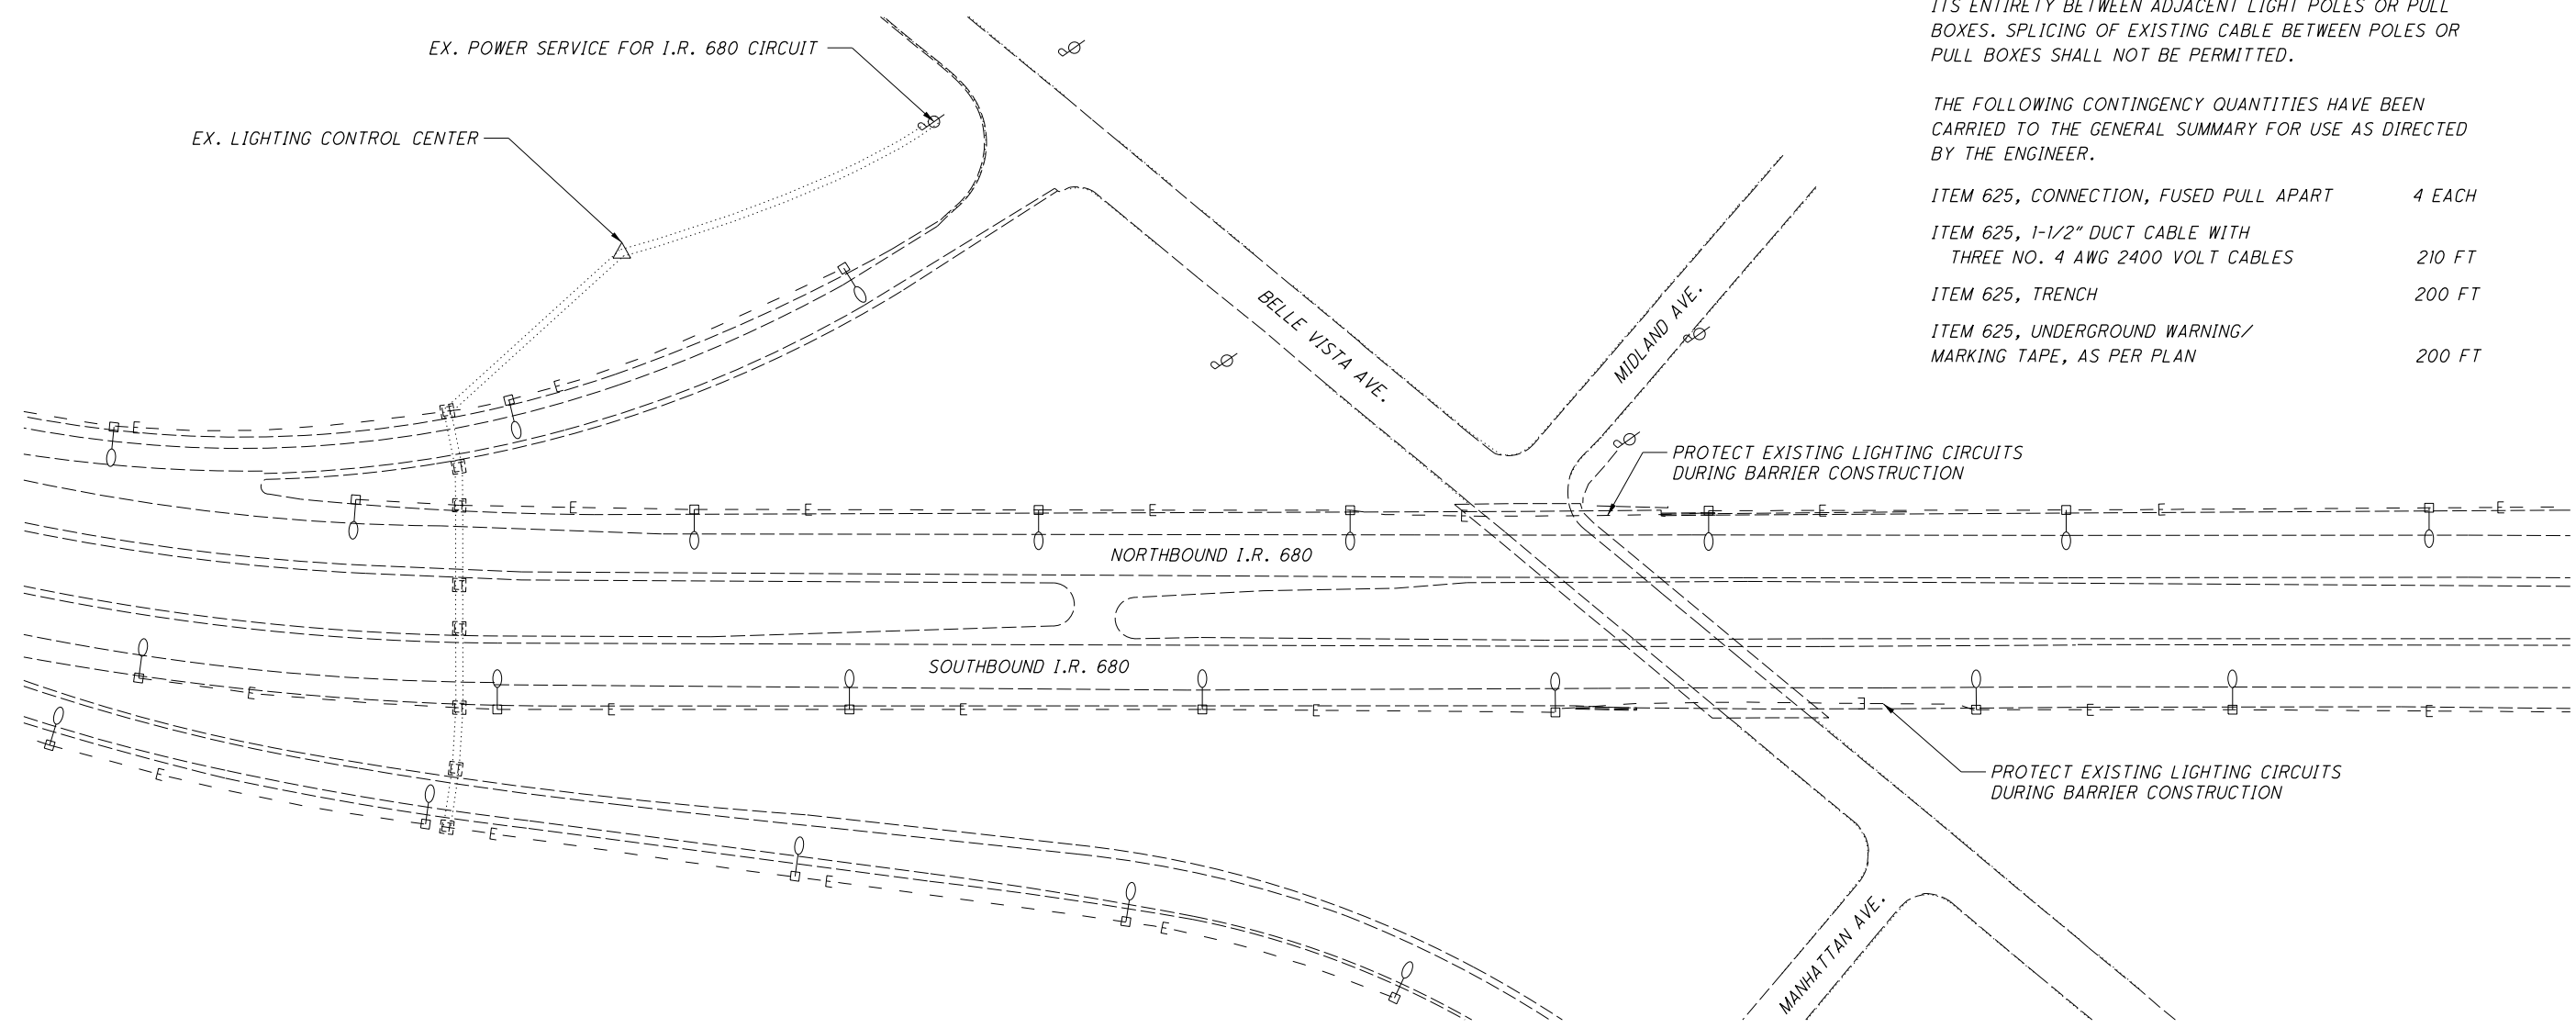 ITS ENTIRETY BETWEEN ADJACENT LIGHT POLES OR PULL
BOXES. SPLICING OF EXISTING CABLE BETWEEN POLES OR
PULL BOXES SHALL NOT BE PERMITTED.
THE FOLLOWING CONTINGENCY QUANTITIES HAVE BEEN
CARRIED TO THE GENERAL SUMMARY FOR USE AS DIRECTED
BY THE ENGINEER.
ITEM 625, CONNECTION, FUSED PULL APART 4 EACH
ITEM 625, 1-1/2" DUCT CABLE WITH
THREE NO. 4 AWG 2400 VOLT CABLES 210 FT
ITEM 625, TRENCH 200 FT
ITEM 625, UNDERGROUND WARNING/
MARKING TAPE, AS PER PLAN 200 FT
EX. POWER SERVICE FOR I.R. 680 CIRCUIT
EX. LIGHTING CONTROL CENTER
BELLE VISTA AVE.
MIDLAND AVE.
E
E
PROTECT EXISTING LIGHTING CIRCUITS
DURING BARRIER CONSTRUCTION
E
E
E
E
E
E
E
NORTHBOUND I.R. 680
SOUTHBOUND I.R. 680
E
E
E
E
E
E
E
PROTECT EXISTING LIGHTING CIRCUITS
DURING BARRIER CONSTRUCTION
E
E
E
E
MANHATTAN AVE.